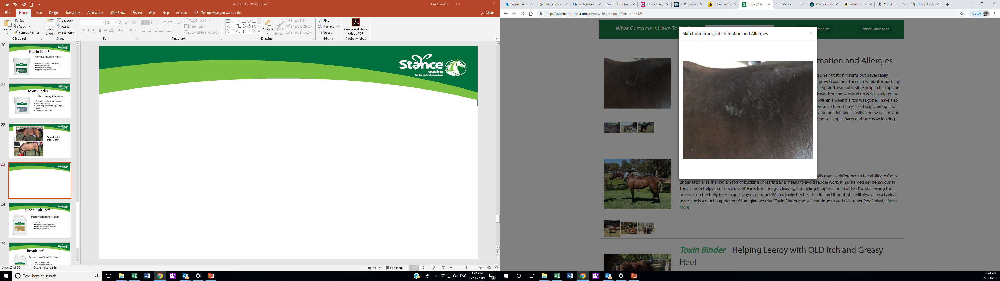 Ginny talk - PowerPoint
Tim Kempton
File Home Insert Design Transitions Animations Slide Show Review View Help Acrobat Tell me what you want to do Share
Paste
Cut
Copy
Format Painter
Clipboard
New Slide
Layout
Reset
Section
Slides
32
B I U S abc AV Aa A
Font
Text Direction
Align Text
Convert to SmartArt
Paragraph
Arrange
Quick Styles
Shape Fill
Shape Outline
Shape Effects
Drawing
Find
Replace
Select
Editing
Create and Share Adobe PDF
Adobe Acrobat
20
Stance
Placid Rein®
Nervous and Anxious Horses
• Behaviour problem management
• Maintain calmness
• Manage normal stress
• Improve focus and attitude
21
Stance
Toxin Binder
Mycotoxins/ Aflatoxins
• Present in pasture, hay, weeds
• Binds mycotoxins
• Contains prebiotic to support gut
health
• See results in 7 days
22
Stance
Toxin Binder
after 7 days
23
Stance
24
Stance
Clean Culture®
Digestive aid and Inner Health
- Gut health
• Improve nutrient digestion
• Beneficial intestinal microbes
• Contains prebiotics
25
Stance
Respirite®
Respiratory and Immune Systems
• Oral decongestant
Stance
equine
for the natural advantage
Slide 23 of 26 English (Australia)
Notes Comments 114%
Type here to search
ENG
1:24 PM
22/03/2019
2
Speed Test - mana pro au Anhydrosis Tips for feed Knose Every KER Equine Vitamite Sw https://stanc Stance Ozwater | Au Amazon.com Contact Us Trump Hote
https://stanceequitec.com.au/view-testimonials?product=69
Paused
What Customers Have To
monials
Stance Homepage
Skin Conditions, Inflammation and Allergies
mation and Allergies
quine nutrition forums but never really
nproved pasture. Then a few months back my
s legs and also noticeable drop in his top line.
k was hot and sore and no way I could put a
l within a week his itch was gone. I have also
ks since then. Barry's coat is glistening and
y hot headed and sensitive horse is calm and
ning so simple. Barry and I are now looking
ally made a difference to her ability to focus
under saddle, as she had a habit of bucking or rearing as a means to avoid saddle work. It has helped her behaviour as
Toxin Binder helps to remove mycotoxin's from her gut, leaving her feeling happier (and healthier!) and allowing the
pressure on her belly to not cause any discomfort. Willow looks her best health and though she will always be a typical
mare, she is a much happier one! I am glad we tried Toxin Binder and will continue to add this to her feed." Alysha Read
More
Toxin Binder Helping Leeroy with QLD Itch and Greasy
Heel
1:24 PM
22/03/2019